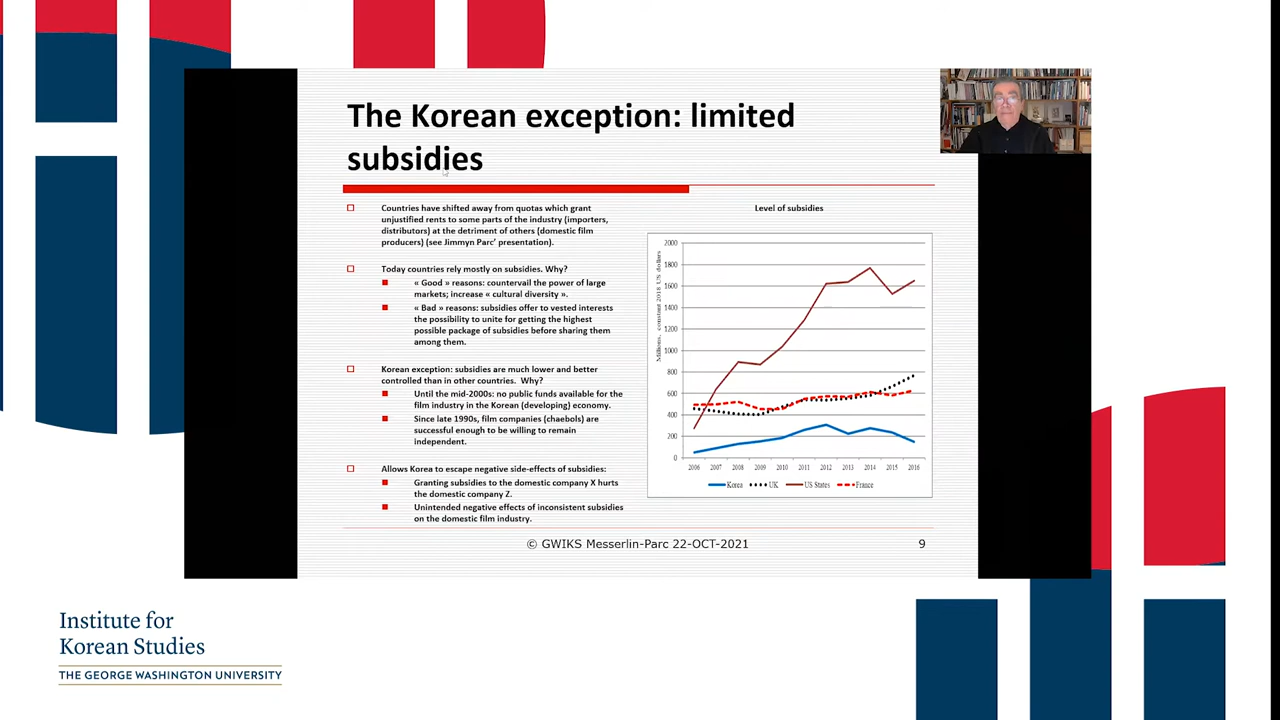 The Korean exception: limited
subsidies
Countries have shifted away from quotas which grant
unjustified rents to some parts of the industry (importers,
distributors) at the detriment of others (domestic film
producers) (see Jimmyn Parc' presentation).
Today countries rely mostly on subsidies. Why?
« Good » reasons: countervail the power of large
markets; increase « cultural diversity ».
« Bad » reasons: subsidies offer to vested interests
the possibility to unite for getting the highest
possible package of subsidies before sharing them
among them.
Korean exception: subsidies are much lower and better
controlled than in other countries. Why?
Until the mid-2000s: no public funds available for the
film industry in the Korean (developing) economy.
Since late 1990s, film companies (chaebols) are
successful enough to be willing to remain
independent.
Allows Korea to escape negative side-effects of subsidies:
Granting subsidies to the domestic company X hurts
the domestic company Z.
Unintended negative effects of inconsistent subsidies
on the domestic film industry.
Level of subsidies
Millions, constant 2018 US dollars
2000
1800
1600
1400
1200
1000
800
600
400
200
0
2006 2007 2008 2009 2010 2011 2012 2013 2014 2015 2016
Korea UK US States France
© GWIKS Messerlin-Parc 22-OCT-2021
9
Institute for
Korean Studies
THE GEORGE WASHINGTON UNIVERSITY